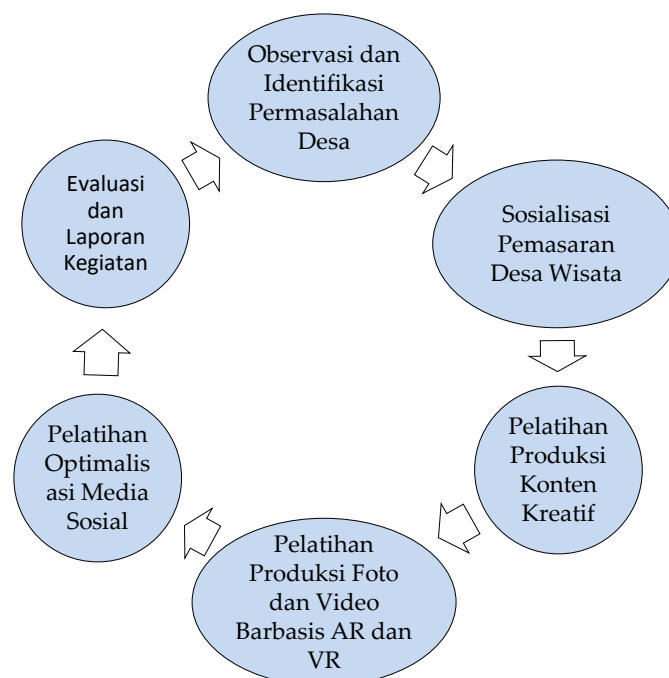 Observasi dan
Identifikasi
Permasalahan
Desa
Sosialisasi
Pemasaran
Desa Wisata
Pelatihan
Produksi
Konten
Kreatif
Pelatihan
Produksi Foto
dan Video
Barbasis AR dan
VR
Pelatihan
Optimalis
asi Media
Sosial
Evaluasi
dan
Laporan
Kegiatan